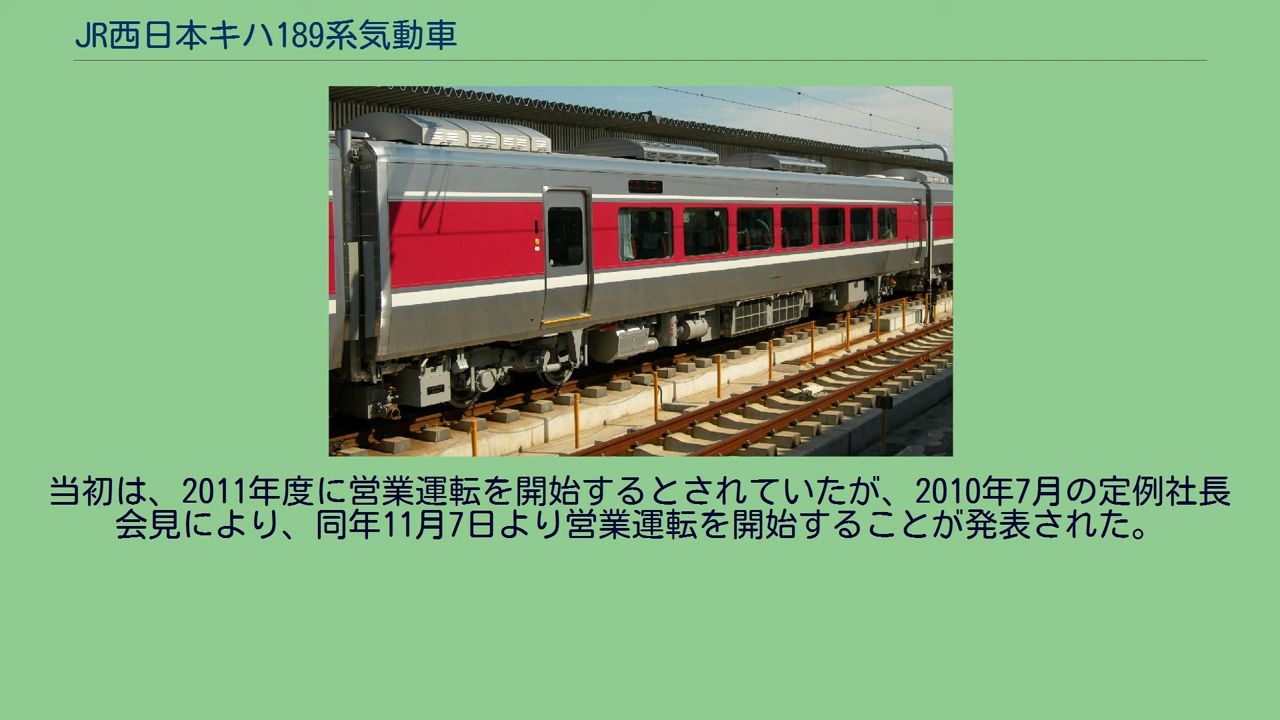 JR西日本キハ189系気動車
当初は、2011年度に営業運転を開始するとされていたが、2010年7月の定例社長
会見により、同年11月7日より営業運転を開始することが発表された。